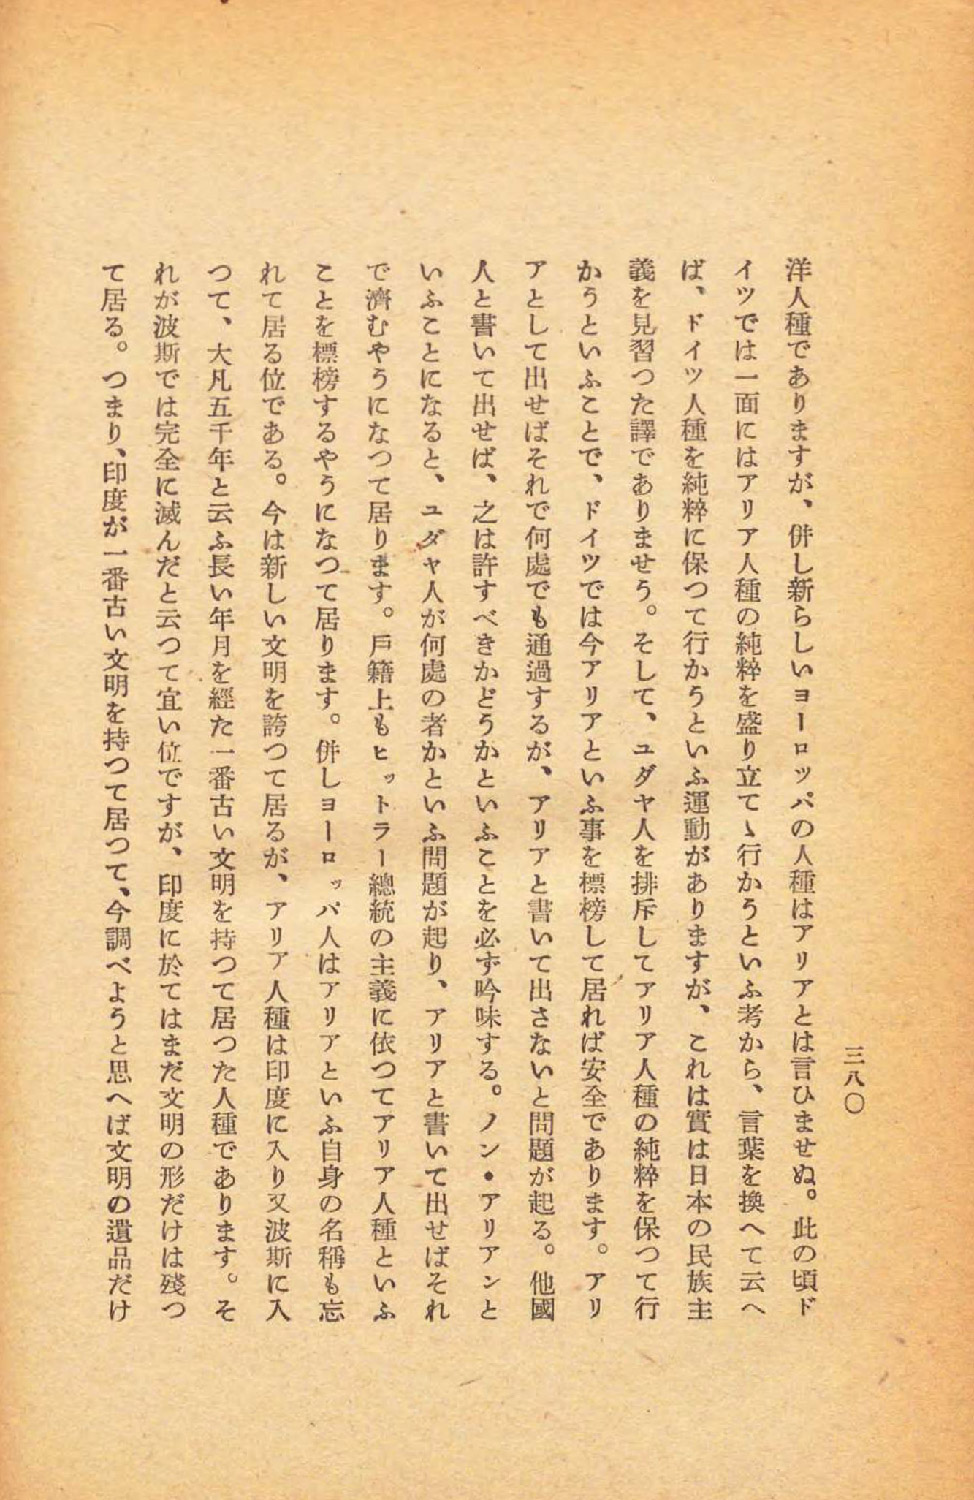 三八〇
洋人種でありますが、併し新らしいヨーロッパの人種はアリアとは言ひませぬ。此の頃ド
イツでは一面にはアリア人種の純粹を盛り立てゝ行かうといふ考から、言葉を換へて云へ
ば、ドイツ人種を純粹に保つて行かうといふ運動がありますが、これは實は日本の民族主
義を見習つた譯でありませう。そして、ユダヤ人を排斥してアリア人種の純粹を保つて行
かうといふことで、ドイツでは今アリアといふ事を標榜して居れば安全であります。アリ
アとして出せばそれで何處でも通過するが、アリアと書いて出さないと問題が起る。他國
人と書いて出せば、之は許すべきかどうかといふことを必ず吟味する。ノン・アリアンと
いふことになると、ユダヤ人が何處の者かといふ問題が起り、アリアと書いて出せばそれ
で濟むやうになつて居ります。戶籍上もヒットラー總統の主義に依つてアリア人種といふ
ことを標榜するやうになつて居ります。併しヨーロッパ人はアリアといふ自身の名稱も忘
れて居る位である。今は新しい文明を誇つて居るが、アリア人種は印度に入り又波斯に入
つて、大凡五千年と云ふ長い年月を經た一番古い文明を持つて居つた人種であります。そ
れが波斯では完全に滅んだと云つて宜い位ですが、印度に於てはまだ文明の形だけは殘つ
て居る。つまり、印度が一番古い文明を持つて居つて、今調べようと思へば文明の遺品だけ